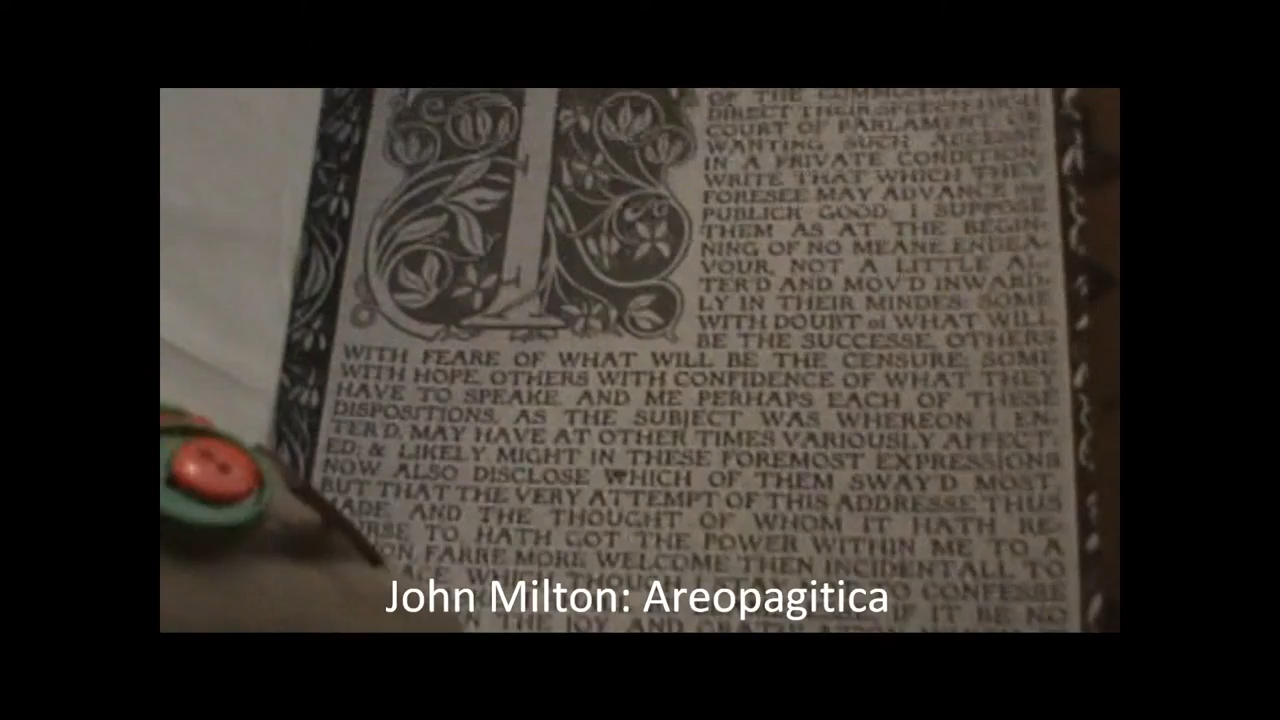 T
OF THE COMMONWEALTH
DIRECT THEIR SPEECH HIGH
COURT OF PARLAMENT, OR
WANTING SUCH ACCESSE
IN A PRIVATE CONDITION
WRITE THAT WHICH THEY
FORESEE MAY ADVANCE the
PUBLICK GOOD; I SUPPOSE
THEM AS AT THE BEGIN-
NING OF NO MEANE ENDEA-
VOUR, NOT A LITTLE AL-
TER'D AND MOV'D INWARD-
LY IN THEIR MINDES: SOME
WITH DOUBT of WHAT WILL
BE THE SUCCESSE, OTHERS
WITH FEARE OF WHAT WILL BE THE CENSURE; SOME
WITH HOPE, OTHERS WITH CONFIDENCE OF WHAT THEY
HAVE TO SPEAKE. AND ME PERHAPS EACH OF THESE
DISPOSITIONS, AS THE SUBJECT WAS WHEREON I EN-
TER'D, MAY HAVE AT OTHER TIMES VARIOUSLY AFFECT-
ED; & LIKELY MIGHT IN THESE FOREMOST EXPRESSIONS
NOW ALSO DISCLOSE WHICH OF THEM SWAY'D MOST,
BUT THAT THE VERY ATTEMPT OF THIS ADDRESSE THUS
MADE, AND THE THOUGHT OF WHOM IT HATH RE-
URSE TO, HATH GOT THE POWER WITHIN ME TO A
ION, FARRE MORE WELCOME THEN INCIDENTALL TO
WHICH THOUGH TO CONFESSE
IF IT BE NO
THE JOY AND GRATULATION
John Milton: Areopagitica